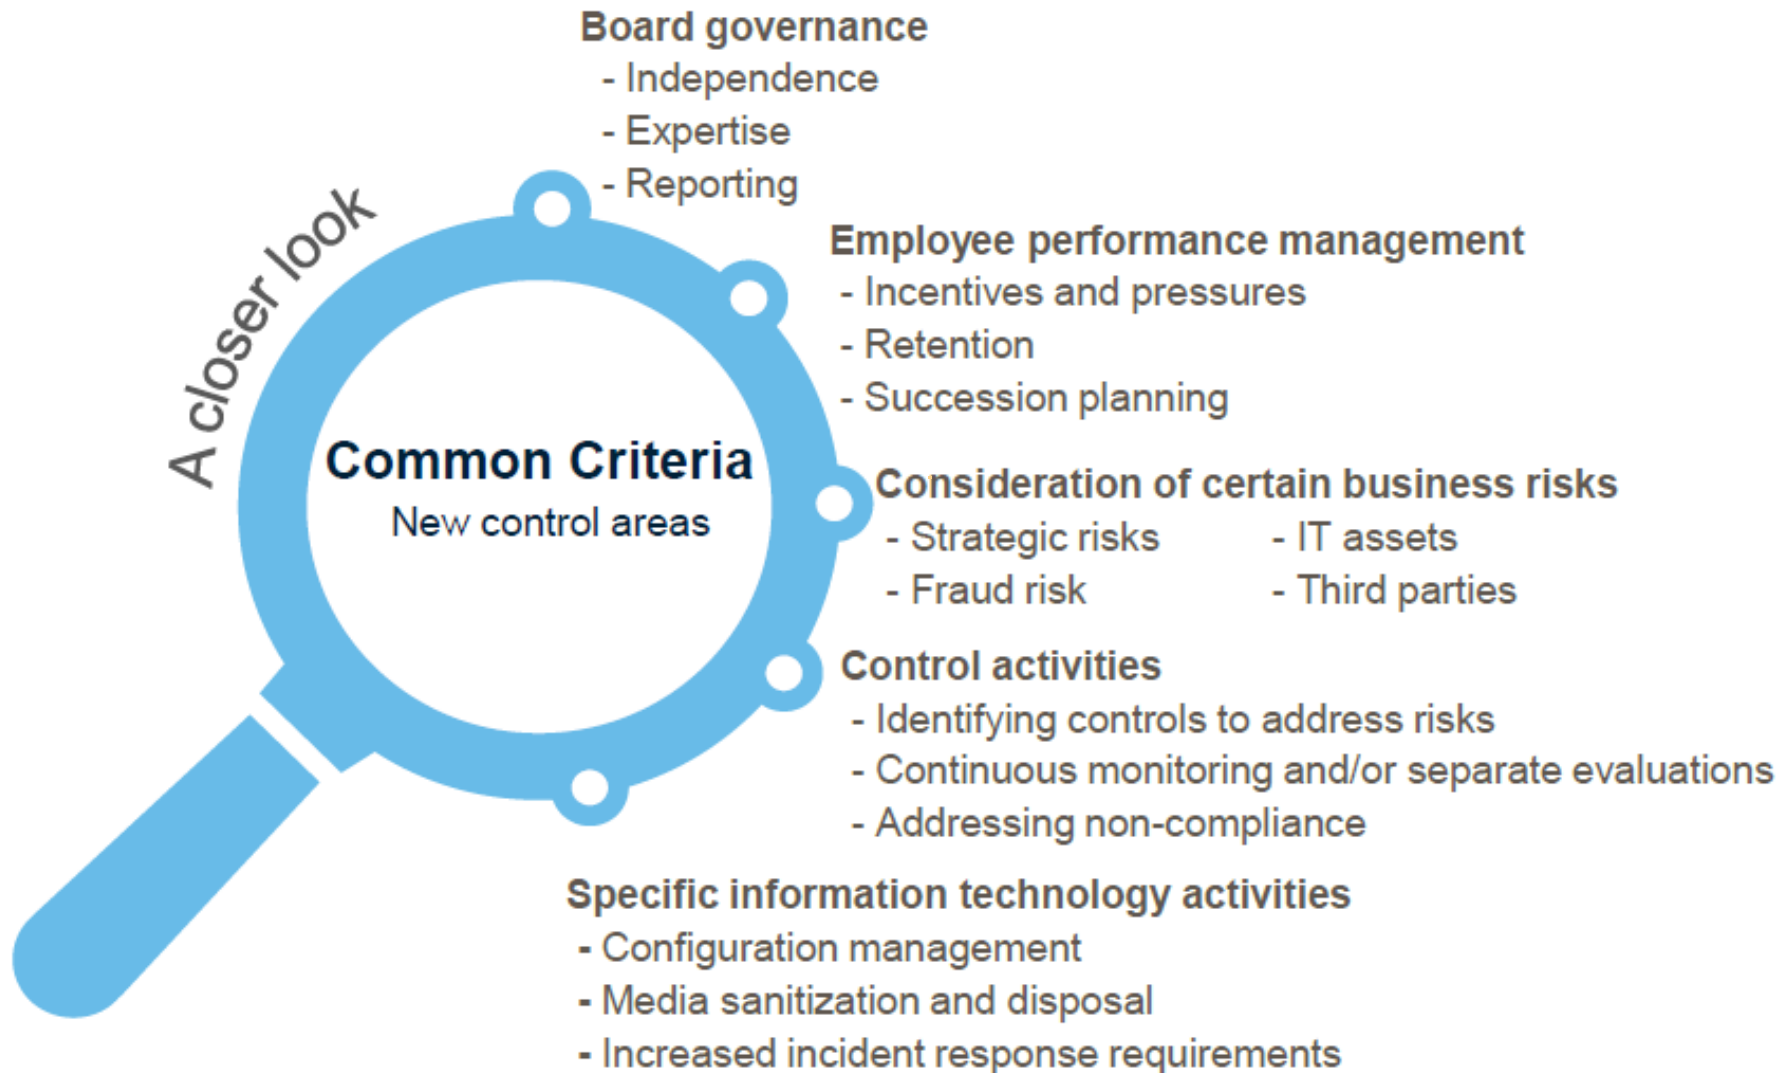 A closer look
Common Criteria
New control areas
Board governance
- Independence
- Expertise
- Reporting
Employee performance management
- Incentives and pressures
- Retention
- Succession planning
Consideration of certain business risks
- Strategic risks - IT assets
- Fraud risk - Third parties
Control activities
- Identifying controls to address risks
- Continuous monitoring and/or separate evaluations
- Addressing non-compliance
Specific information technology activities
- Configuration management
- Media sanitization and disposal
- Increased incident response requirements